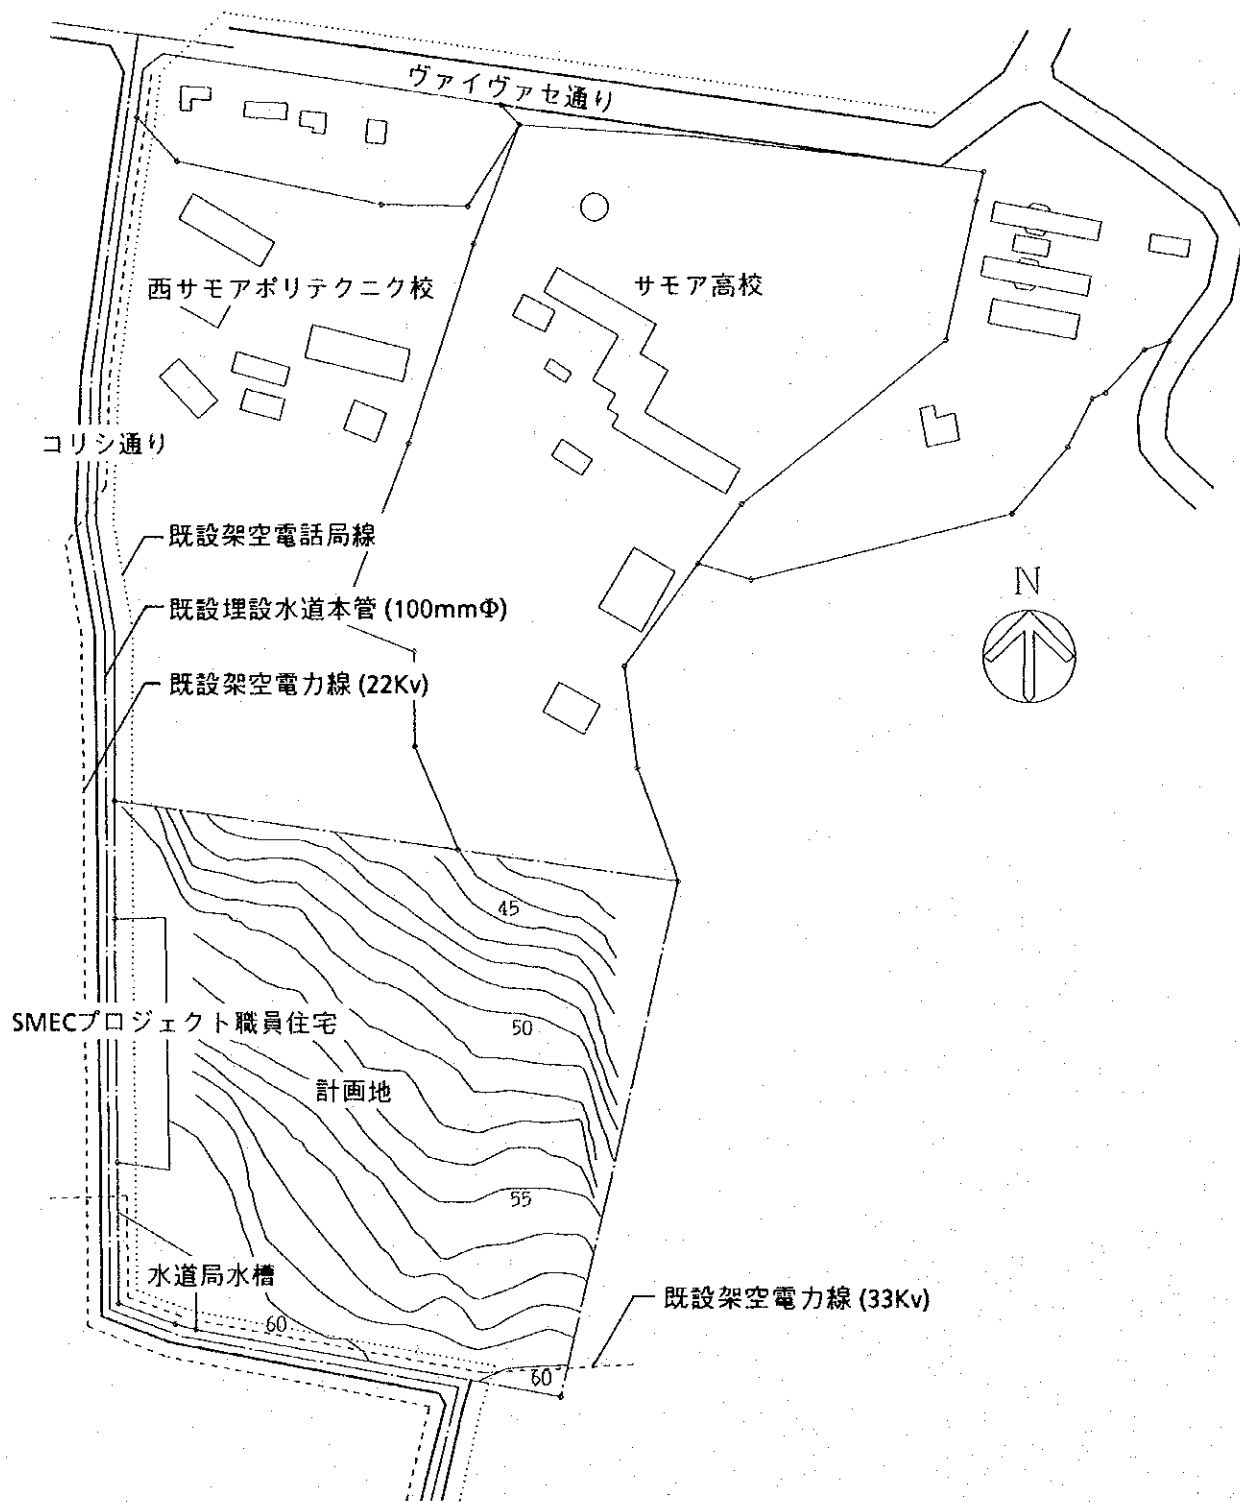 ヴァイヴァセ通り
西サモアポリテクニク校
サモア高校
コリシ通り
既設架空電話局線
N
既設埋設水道本管 (100mmΦ)
既設架空電力線 (22Kv)
45
SMECプロジェクト職員住宅
50
計画地
55
水道局水槽
既設架空電力線 (33Kv)
60
60